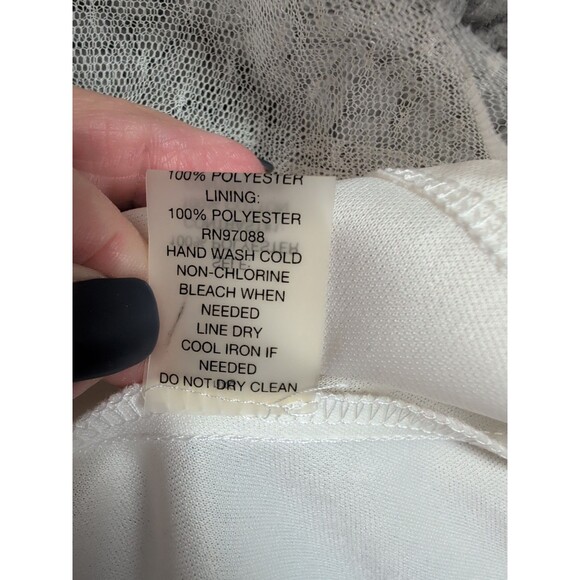 100% POLYESTER
LINING:
100% POLYESTER
RN97088
HAND WASH COLD
NON-CHLORINE
BLEACH WHEN
NEEDED
LINE DRY
COOL IRON IF
NEEDED
DO NOT DRY CLEAN